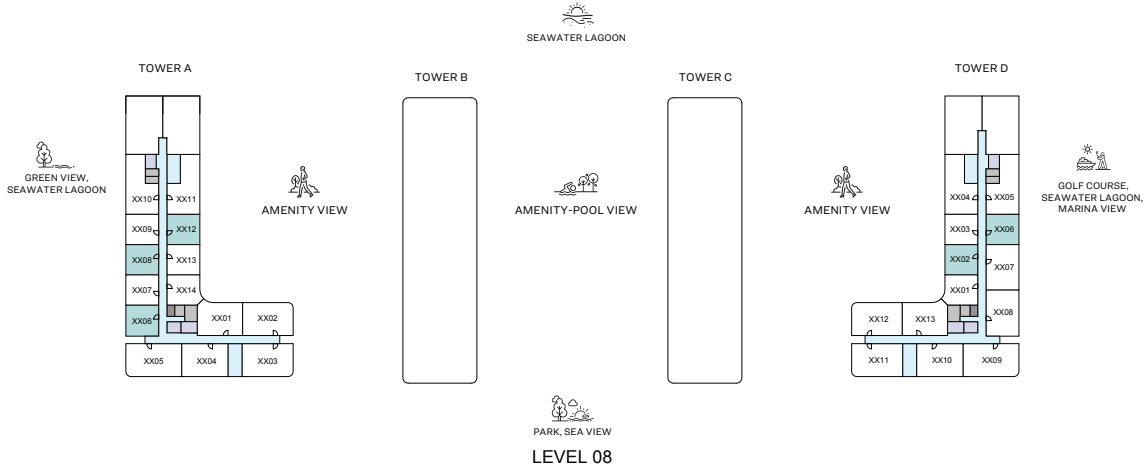 SEAWATER LAGOON
TOWER A
TOWER B
TOWER C
TOWER D
GREEN VIEW,
SEAWATER LAGOON
AMENITY VIEW
AMENITY-POOL VIEW
AMENITY VIEW
GOLF COURSE,
SEAWATER LAGOON,
MARINA VIEW
XX10 XX11
XX09 XX12
XX08 XX13
XX07 XX14
XX06 XX01 XX02
XX05 XX04 XX03
XX04 XX05
XX03 XX06
XX02 XX07
XX01
XX12 XX13 XX08
XX11 XX10 XX09
PARK, SEA VIEW
LEVEL 08